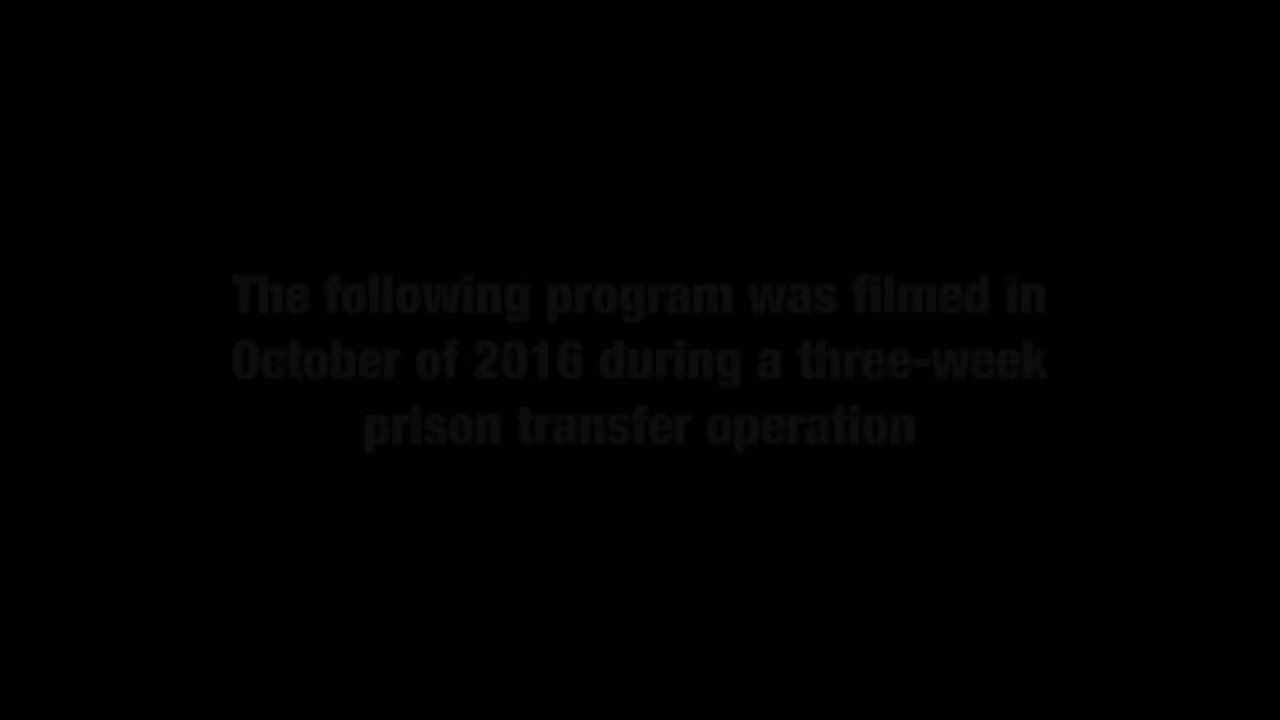 The following program was filmed in
October of 2016 during a three-week
prison transfer operation